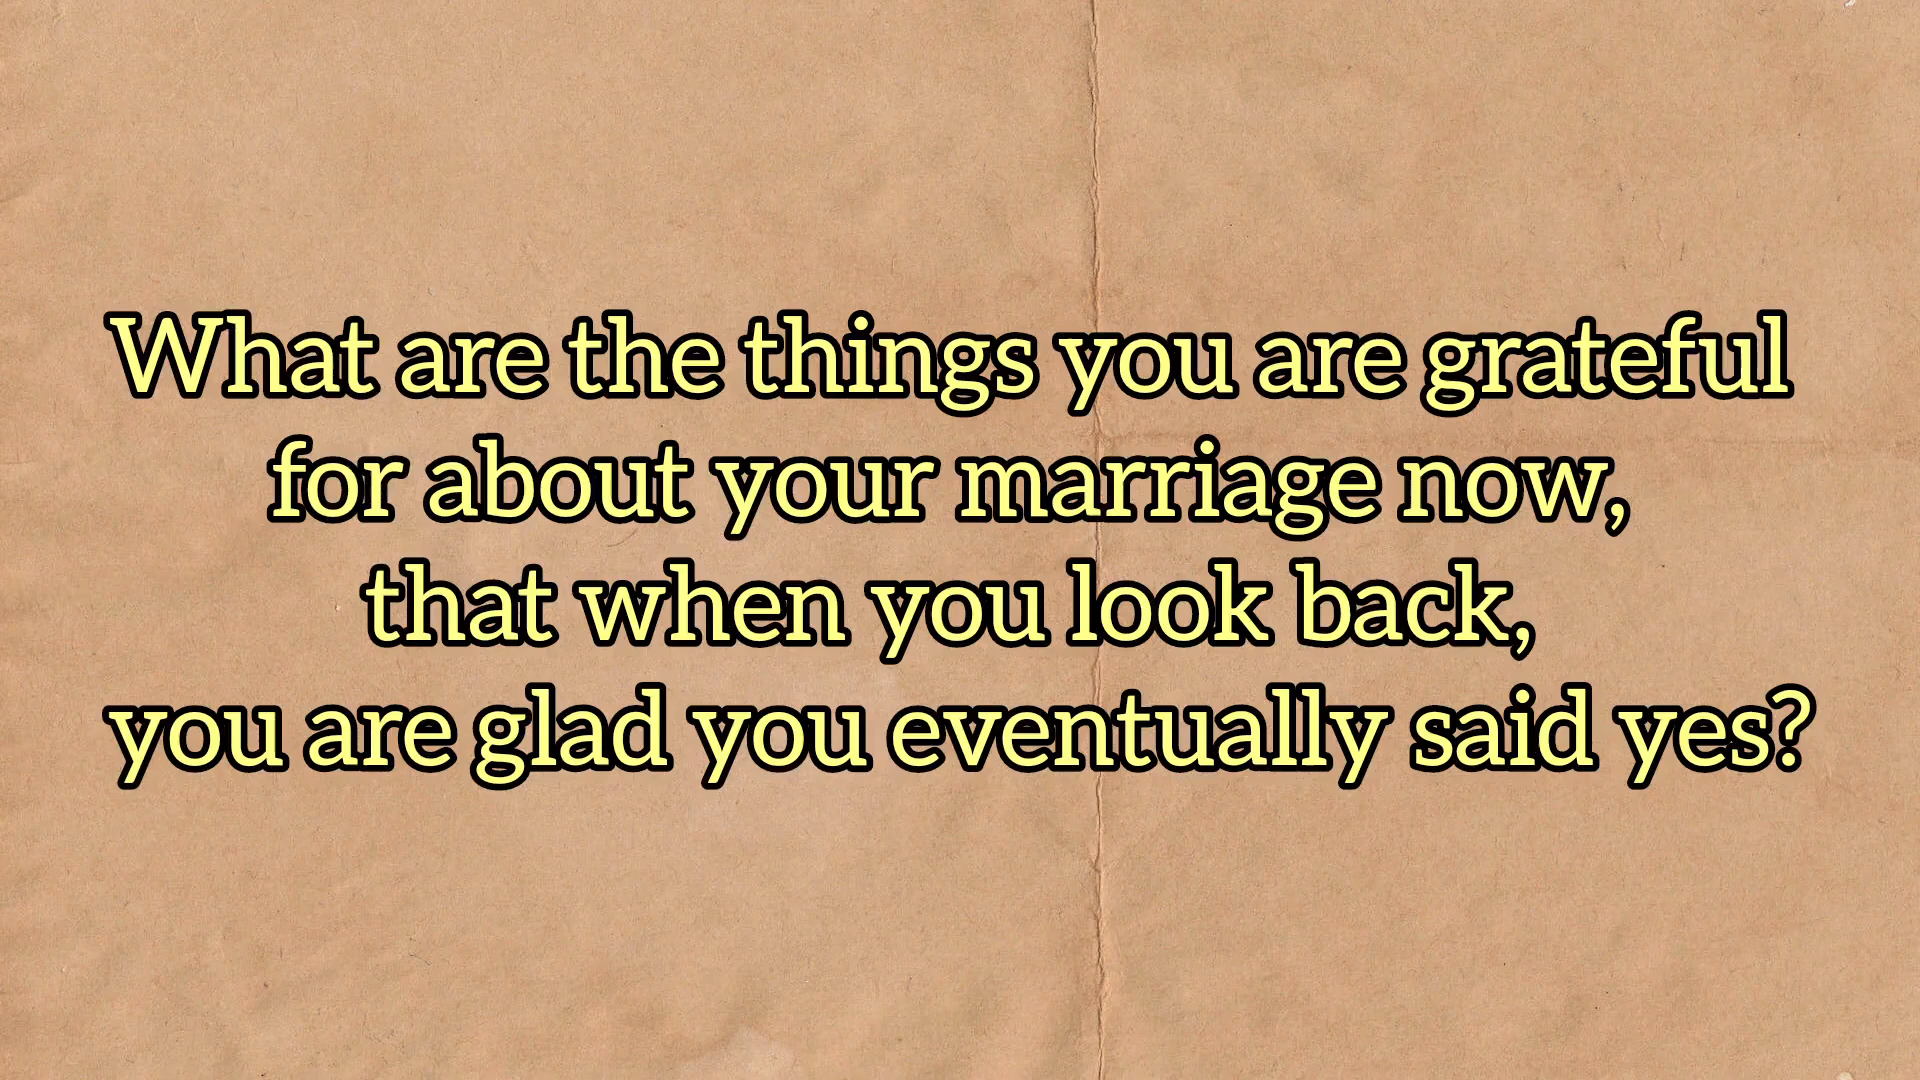 What are the things you are grateful
for about your marriage now,
that when you look back,
you are glad you eventually said yes?